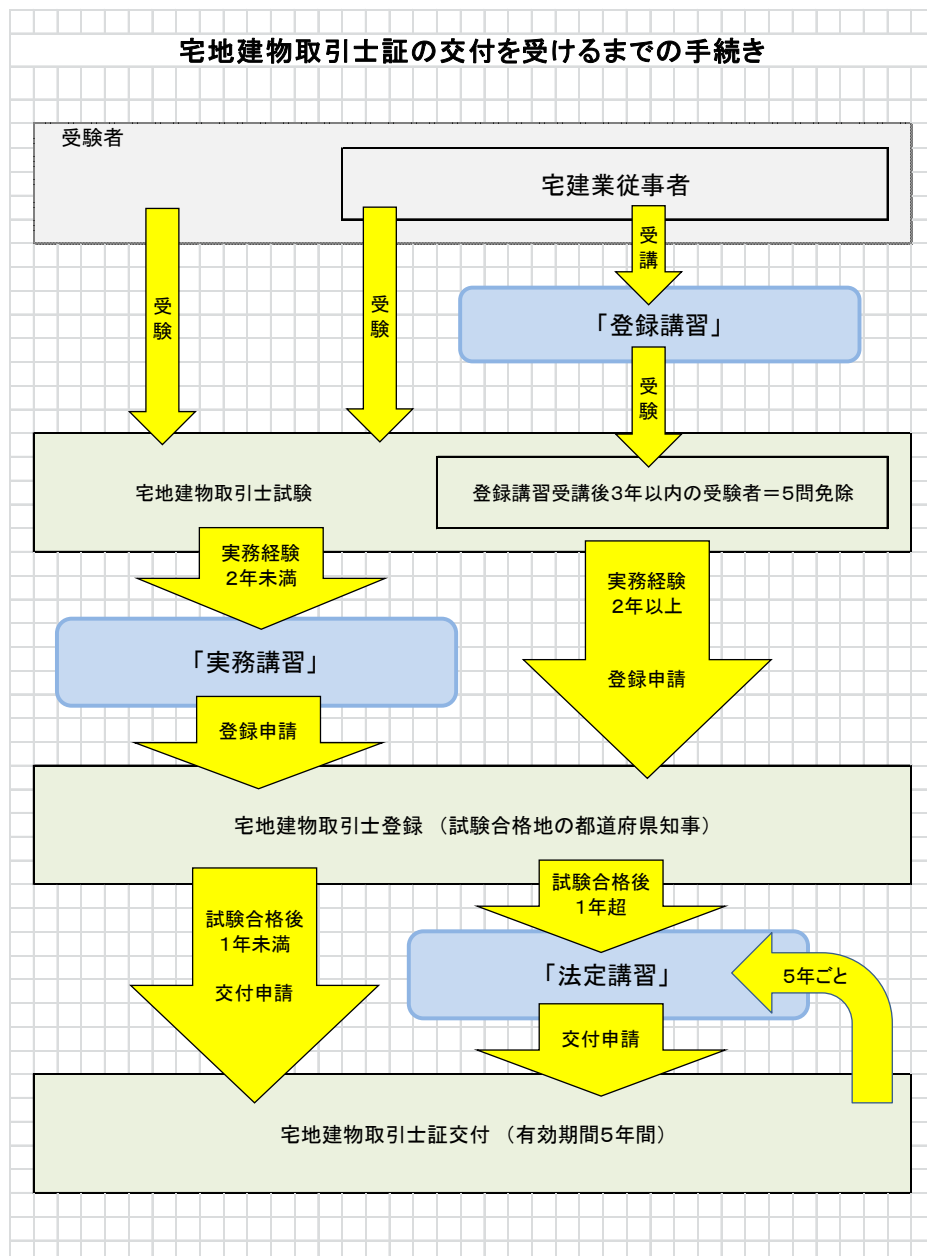 宅地建物取引士証の交付を受けるまでの手続き
受験者
宅建業従事者
受講
受験
受験
「登録講習」
受験
宅地建物取引士試験
登録講習受講後3年以内の受験者＝5問免除
実務経験
2年未満
実務経験
2年以上
「実務講習」
登録申請
登録申請
宅地建物取引士登録 （試験合格地の都道府県知事）
試験合格後
1年超
試験合格後
1年未満
交付申請
「法定講習」
5年ごと
交付申請
宅地建物取引士証交付 （有効期間5年間）